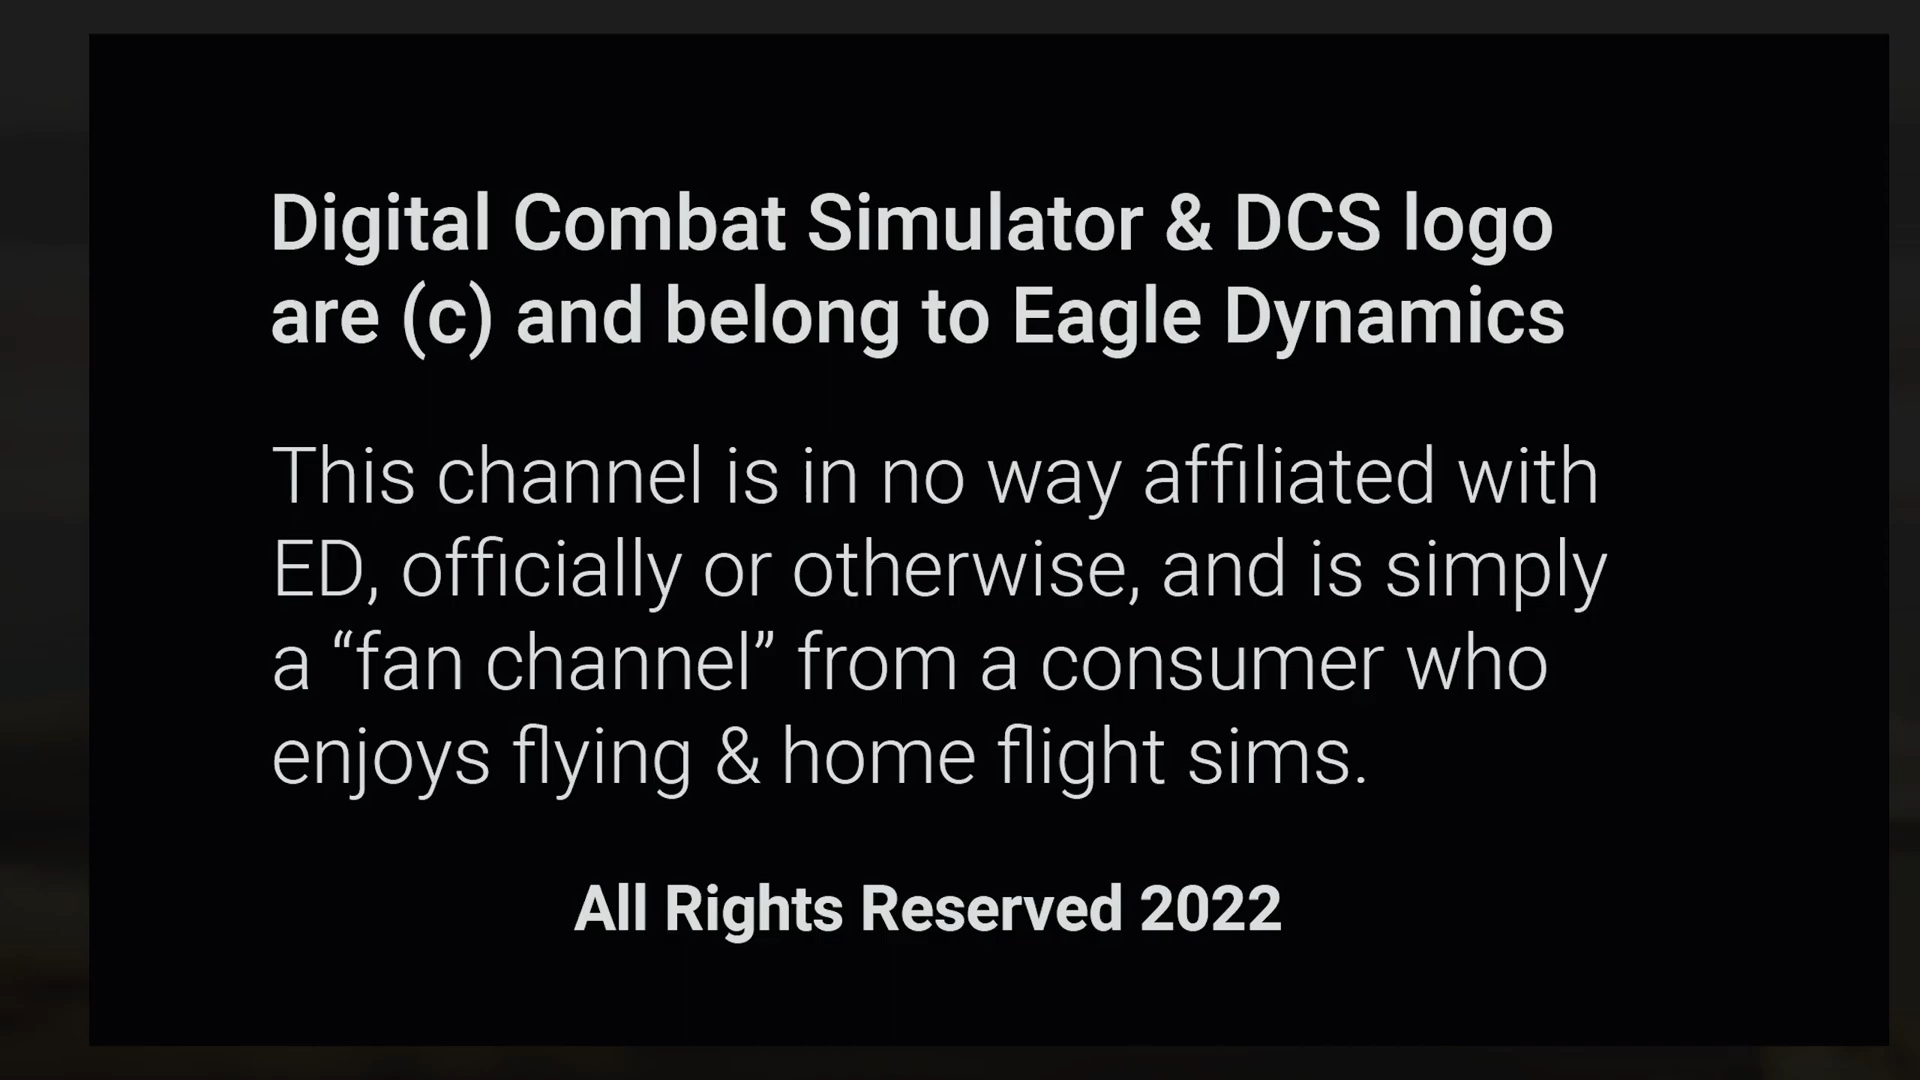 Digital Combat Simulator & DCS logo
are (c) and belong to Eagle Dynamics
This channel is in no way affiliated with
ED, officially or otherwise, and is simply
a “fan channel” from a consumer who
enjoys flying & home flight sims.
All Rights Reserved 2022